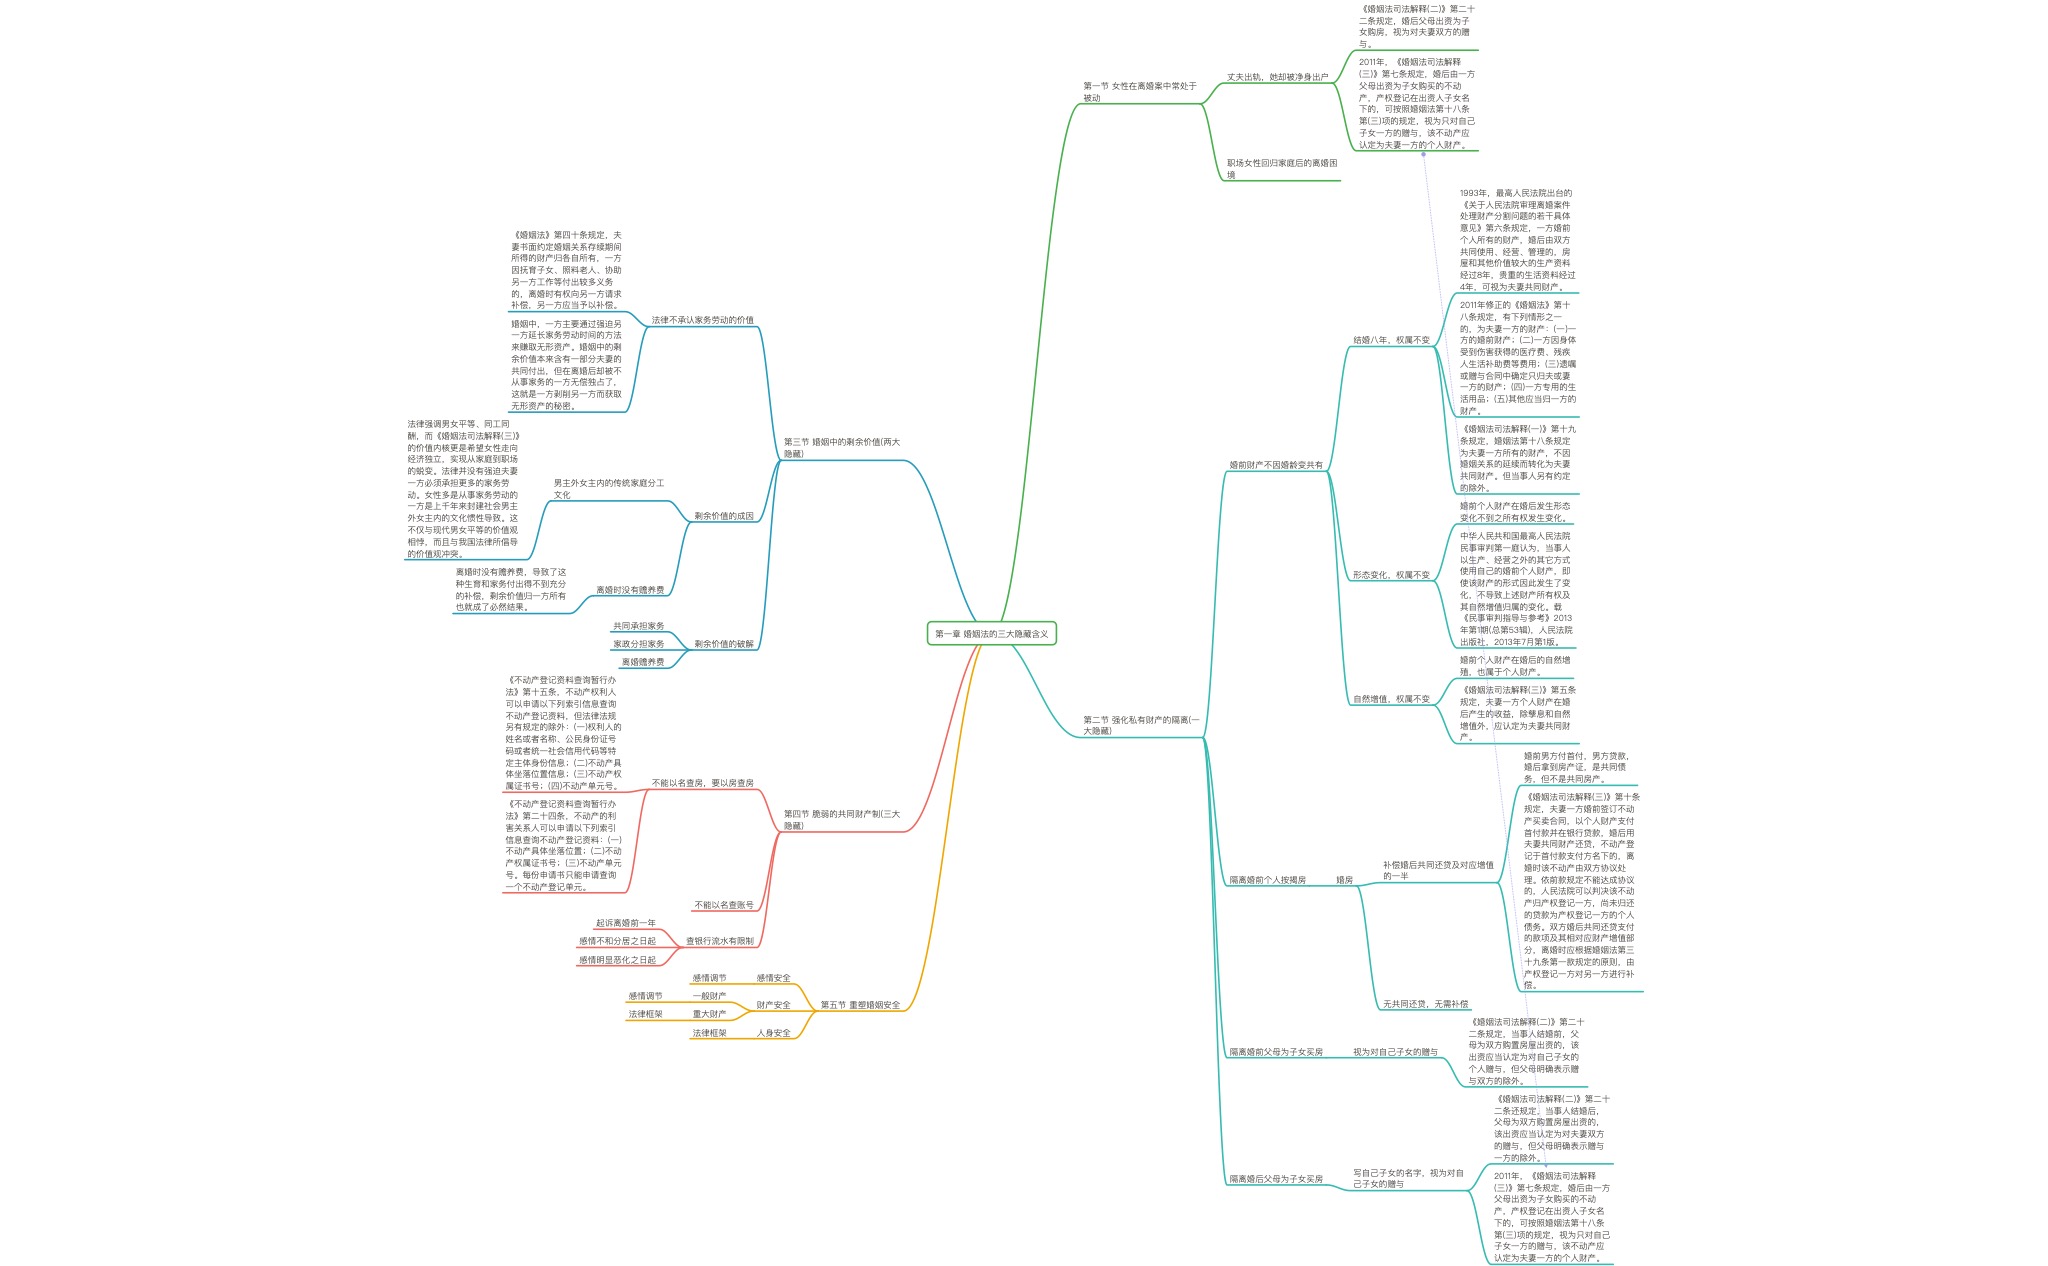 第一章 婚姻法的三大隐藏含义
第一节 女性在离婚案中常处于
被动
丈夫出轨，她却被净身出户
《婚姻法司法解释(二)》第二十
二条规定，婚后父母出资为子
女购房，视为对夫妻双方的赠
与。
2011年，《婚姻法司法解释
(三)》第七条规定，婚后由一方
父母出资为子女购买的不动
产，产权登记在出资人子女名
下的，可按照婚姻法第十八条
第(三)项的规定，视为只对自己
子女一方的赠与，该不动产应
认定为夫妻一方的个人财产。
职场女性回归家庭后的离婚困
境
第二节 强化私有财产的隔离(一
大隐藏)
婚前财产不因婚龄变共有
结婚八年，权属不变
1993年，最高人民法院出台的
《关于人民法院审理离婚案件
处理财产分割问题的若干具体
意见》第六条规定，一方婚前
个人所有的财产，婚后由双方
共同使用、经营、管理的，房
屋和其他价值较大的生产资料
经过8年，贵重的生活资料经过
4年，可视为夫妻共同财产。
2011年修正的《婚姻法》第十
八条规定，有下列情形之一
的，为夫妻一方的财产：(一)一
方的婚前财产；(二)一方因身体
受到伤害获得的医疗费、残疾
人生活补助费等费用；(三)遗嘱
或赠与合同中确定只归夫或妻
一方的财产；(四)一方专用的生
活用品；(五)其他应当归一方的
财产。
《婚姻法司法解释(一)》第十九
条规定，婚姻法第十八条规定
为夫妻一方所有的财产，不因
婚姻关系的延续而转化为夫妻
共同财产。但当事人另有约定
的除外。
形态变化，权属不变
婚前个人财产在婚后发生形态
变化不到之所有权发生变化。
中华人民共和国最高人民法院
民事审判第一庭认为，当事人
以生产、经营之外的其它方式
使用自己的婚前个人财产，即
使该财产的形式因此发生了变
化，不导致上述财产所有权及
其自然增值归属的变化。载
《民事审判指导与参考》2013
年第1期(总第53辑)，人民法院
出版社，2013年7月第1版。
自然增值，权属不变
婚前个人财产在婚后的自然增
殖，也属于个人财产。
《婚姻法司法解释(三)》第五条
规定，夫妻一方个人财产在婚
后产生的收益，除孳息和自然
增值外，应认定为夫妻共同财
产。
隔离婚前个人按揭房
婚房
补偿婚后共同还贷及对应增值
的一半
婚前男方付首付，男方贷款，
婚后拿到房产证，是共同债
务，但不是共同房产。
《婚姻法司法解释(三)》第十条
规定，夫妻一方婚前签订不动
产买卖合同，以个人财产支付
首付款并在银行贷款，婚后用
夫妻共同财产还贷，不动产登
记于首付款支付方名下的，离
婚时该不动产由双方协议处
理。依前款规定不能达成协议
的，人民法院可以判决该不动
产归产权登记一方，尚未归还
的贷款为产权登记一方的个人
债务。双方婚后共同还贷支付
的款项及其相对应财产增值部
分，离婚时应根据婚姻法第三
十九条第一款规定的原则，由
产权登记一方对另一方进行补
偿。
无共同还贷，无需补偿
隔离婚前父母为子女买房
视为对自己子女的赠与
《婚姻法司法解释(二)》第二十
二条规定，当事人结婚前，父
母为双方购置房屋出资的，该
出资应当认定为对自己子女的
个人赠与，但父母明确表示赠
与双方的除外。
隔离婚后父母为子女买房
写自己子女的名字，视为对自
己子女的赠与
《婚姻法司法解释(二)》第二十
二条还规定，当事人结婚后，
父母为双方购置房屋出资的，
该出资应当认定为对夫妻双方
的赠与，但父母明确表示赠与
一方的除外。
2011年，《婚姻法司法解释
(三)》第七条规定，婚后由一方
父母出资为子女购买的不动
产，产权登记在出资人子女名
下的，可按照婚姻法第十八条
第(三)项的规定，视为只对自己
子女一方的赠与，该不动产应
认定为夫妻一方的个人财产。
第三节 婚姻中的剩余价值(两大
隐藏)
法律不承认家务劳动的价值
《婚姻法》第四十条规定，夫
妻书面约定婚姻关系存续期间
所得的财产归各自所有，一方
因抚育子女、照料老人、协助
另一方工作等付出较多义务
的，离婚时有权向另一方请求
补偿，另一方应当予以补偿。
婚姻中，一方主要通过强迫另
一方延长家务劳动时间的方法
来赚取无形资产。婚姻中的剩
余价值本来含有一部分夫妻的
共同付出，但在离婚后却被不
从事家务的一方无偿独占了，
这就是一方剥削另一方而获取
无形资产的秘密。
剩余价值的成因
男主外女主内的传统家庭分工
文化
法律强调男女平等、同工同
酬，而《婚姻法司法解释(三)》
的价值内核更是希望女性走向
经济独立，实现从家庭到职场
的蜕变。法律并没有强迫夫妻
一方必须承担更多的家务劳
动。女性多是从事家务劳动的
一方是上千年来封建社会男主
外女主内的文化惯性导致。这
不仅与现代男女平等的价值观
相悖，而且与我国法律所倡导
的价值观冲突。
离婚时没有赡养费
离婚时没有赡养费，导致了这
种生育和家务付出得不到充分
的补偿，剩余价值归一方所有
也就成了必然结果。
剩余价值的破解
共同承担家务
家政分担家务
离婚赡养费
第四节 脆弱的共同财产制(三大
隐藏)
不能以名查房，要以房查房
《不动产登记资料查询暂行办
法》第十五条，不动产权利人
可以申请以下列索引信息查询
不动产登记资料，但法律法规
另有规定的除外：(一)权利人的
姓名或者名称、公民身份证号
码或者统一社会信用代码等特
定主体身份信息；(二)不动产具
体坐落位置信息；(三)不动产权
属证书号；(四)不动产单元号。
《不动产登记资料查询暂行办
法》第二十四条，不动产的利
害关系人可以申请以下列索引
信息查询不动产登记资料：(一)
不动产具体坐落位置；(二)不动
产权属证书号；(三)不动产单元
号。每份申请书只能申请查询
一个不动产登记单元。
不能以名查账号
查银行流水有限制
起诉离婚前一年
感情不和分居之日起
感情明显恶化之日起
第五节 重塑婚姻安全
感情安全
感情调节
财产安全
一般财产
感情调节
重大财产
法律框架
人身安全
法律框架